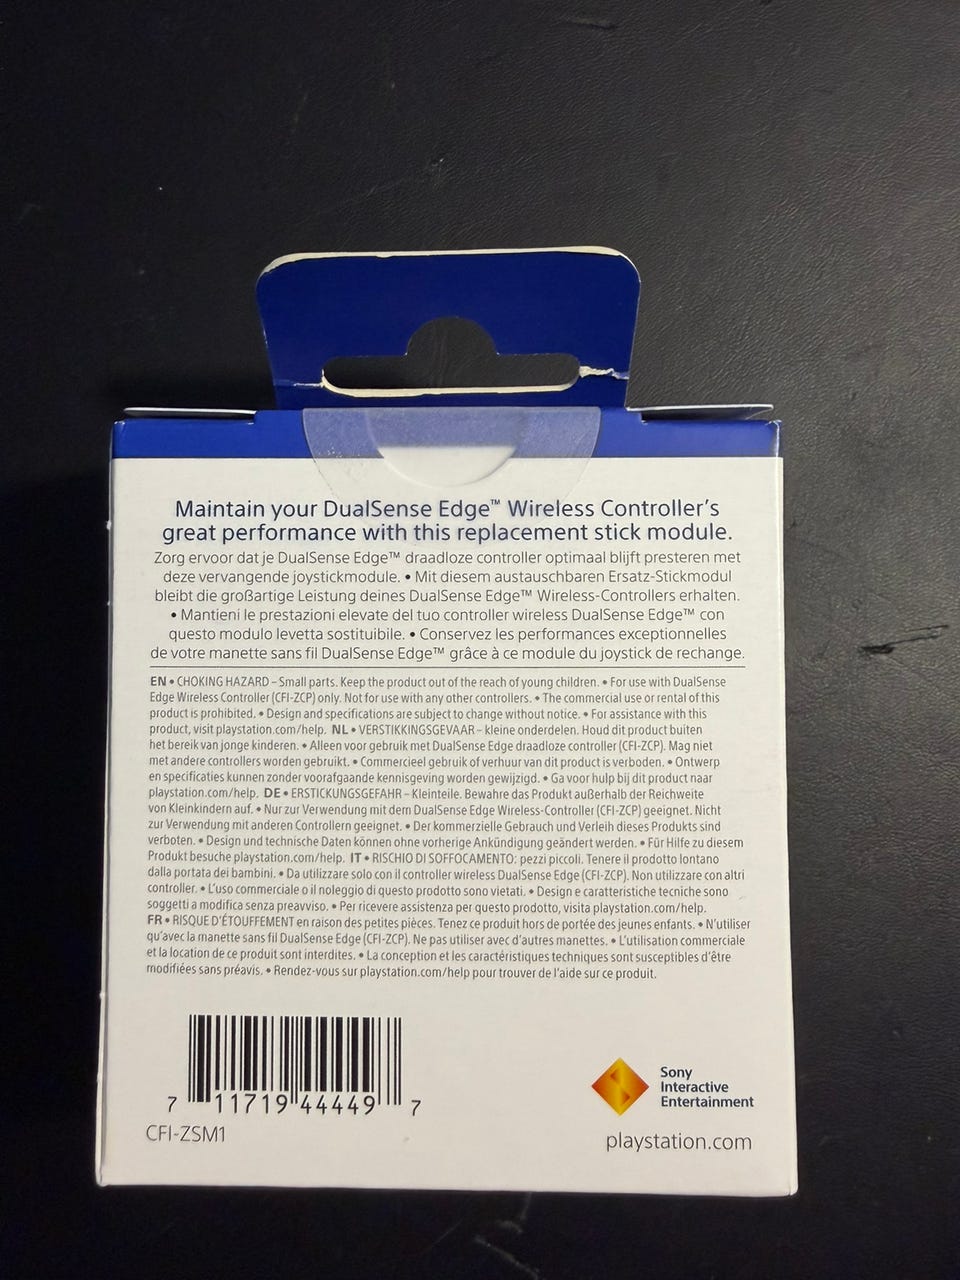 Maintain your DualSense Edge™ Wireless Controller's
great performance with this replacement stick module.
Zorg ervoor dat je DualSense Edge™ draadloze controller optimaal blijft presteren met
deze vervangende joystickmodule. • Mit diesem austauschbaren Ersatz-Stickmodul
bleibt die großartige Leistung deines DualSense Edge™ Wireless-Controllers erhalten.
• Mantieni le prestazioni elevate del tuo controller wireless DualSense Edge™ con
questo modulo levetta sostituibile. • Conservez les performances exceptionnelles
de votre manette sans fil DualSense Edge™ grâce à ce module du joystick de rechange.
EN • CHOKING HAZARD – Small parts. Keep the product out of the reach of young children. • For use with DualSense
Edge Wireless Controller (CFI-ZCP) only. Not for use with any other controllers. • The commercial use or rental of this
product is prohibited. • Design and specifications are subject to change without notice. • For assistance with this
product, visit playstation.com/help. NL • VERSTIKKINGSGEVAAR – kleine onderdelen. Houd dit product buiten
het bereik van jonge kinderen. • Alleen voor gebruik met DualSense Edge draadloze controller (CFI-ZCP). Mag niet
met andere controllers worden gebruikt. • Commercieel gebruik of verhuur van dit product is verboden. • Ontwerp
en specificaties kunnen zonder voorafgaande kennisgeving worden gewijzigd. • Ga voor hulp bij dit product naar
playstation.com/help. DE • ERSTICKUNGSGEFAHR – Kleinteile. Bewahre das Produkt außerhalb der Reichweite
von Kleinkindern auf. • Nur zur Verwendung mit dem DualSense Edge Wireless-Controller (CFI-ZCP) geeignet. Nicht
zur Verwendung mit anderen Controllern geeignet. • Der kommerzielle Gebrauch und Verleih dieses Produkts sind
verboten. • Design und technische Daten können ohne vorherige Ankündigung geändert werden. • Für Hilfe zu diesem
Produkt besuche playstation.com/help. IT • RISCHIO DI SOFFOCAMENTO: pezzi piccoli. Tenere il prodotto lontano
dalla portata dei bambini. • Da utilizzare solo con il controller wireless DualSense Edge (CFI-ZCP). Non utilizzare con altri
controller. • L'uso commerciale o il noleggio di questo prodotto sono vietati. • Design e caratteristiche tecniche sono
soggetti a modifica senza preavviso. • Per ricevere assistenza per questo prodotto, visita playstation.com/help.
FR • RISQUE D'ÉTOUFFEMENT en raison des petites pièces. Tenez ce produit hors de portée des jeunes enfants. • N'utiliser
qu'avec la manette sans fil DualSense Edge (CFI-ZCP). Ne pas utiliser avec d'autres manettes. • L'utilisation commerciale
et la location de ce produit sont interdites. • La conception et les caractéristiques techniques sont susceptibles d'être
modifiées sans préavis. • Rendez-vous sur playstation.com/help pour trouver de l'aide sur ce produit.
7 11719 44449 7
CFI-ZSM1
Sony
Interactive
Entertainment
playstation.com